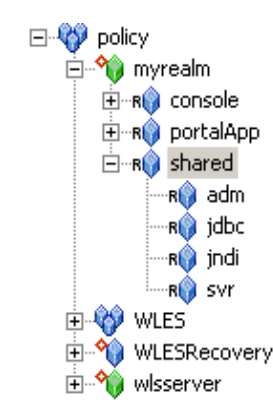 policy
myrealm
R console
R portalApp
R shared
R adm
R jdbc
R jndi
R svr
WLES
WLESRecovery
wlsserver